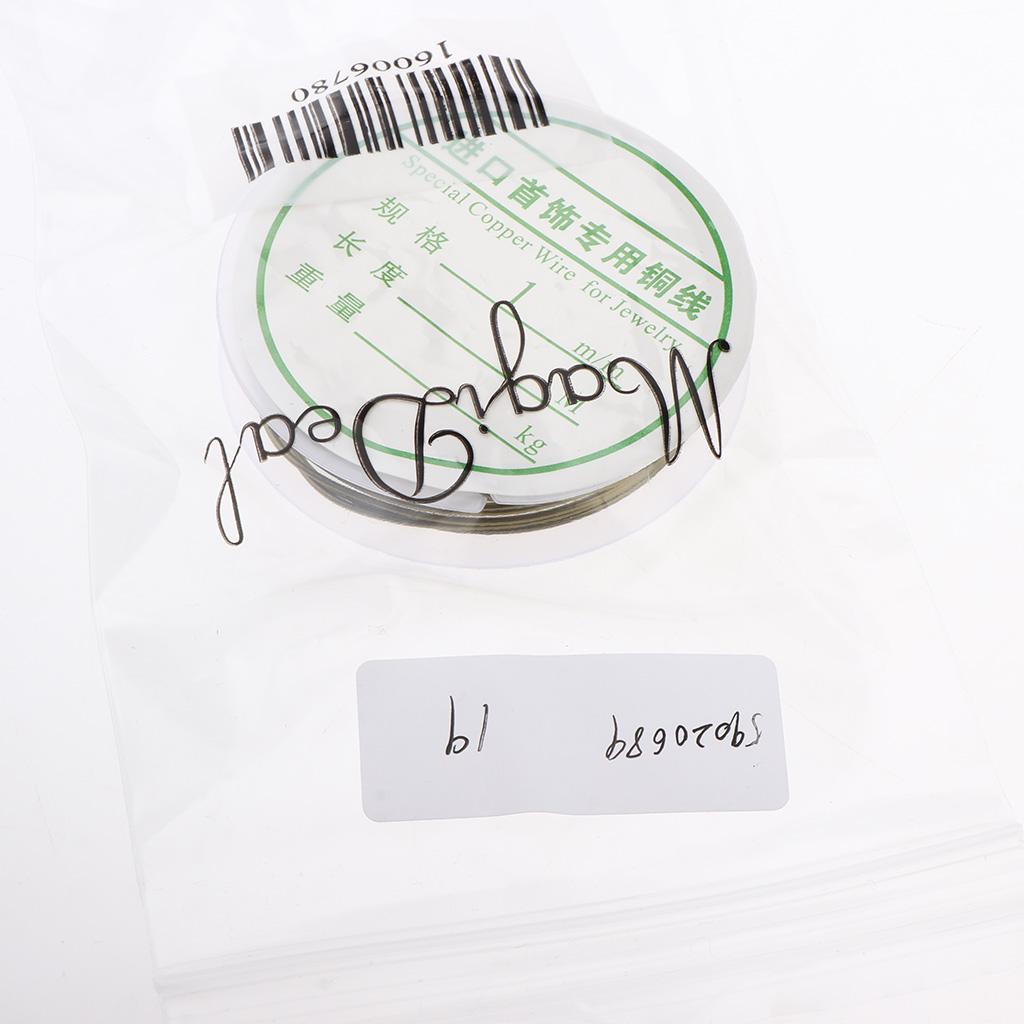 16006780
进口首饰专用铜线
Special Copper Wire for Jewelry
规格 1 m/m
长度 M
重量 kg
MagiDeal
59020689 19